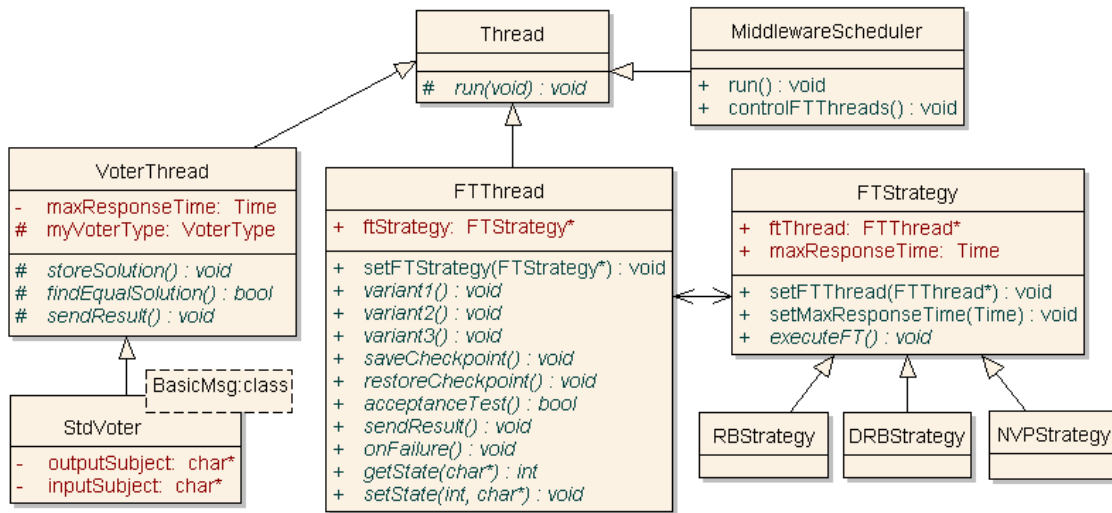 Thread
# run(void) : void
MiddlewareScheduler
+ run() : void
+ controlFTThreads() : void
VoterThread
- maxResponseTime: Time
# myVoterType: VoterType
# storeSolution() : void
# findEqualSolution() : bool
# sendResult() : void
FTThread
+ ftStrategy: FTStrategy*
+ setFTStrategy(FTStrategy*) : void
+ variant1() : void
+ variant2() : void
+ variant3() : void
+ saveCheckpoint() : void
+ restoreCheckpoint() : void
+ acceptanceTest() : bool
+ sendResult() : void
+ onFailure() : void
+ getState(char*) : int
+ setState(int, char*) : void
FTStrategy
+ ftThread: FTThread*
+ maxResponseTime: Time
+ setFTThread(FTThread*) : void
+ setMaxResponseTime(Time) : void
+ executeFT() : void
BasicMsg:class
StdVoter
- outputSubject: char*
- inputSubject: char*
RBStrategy
DRBStrategy
NVPStrategy